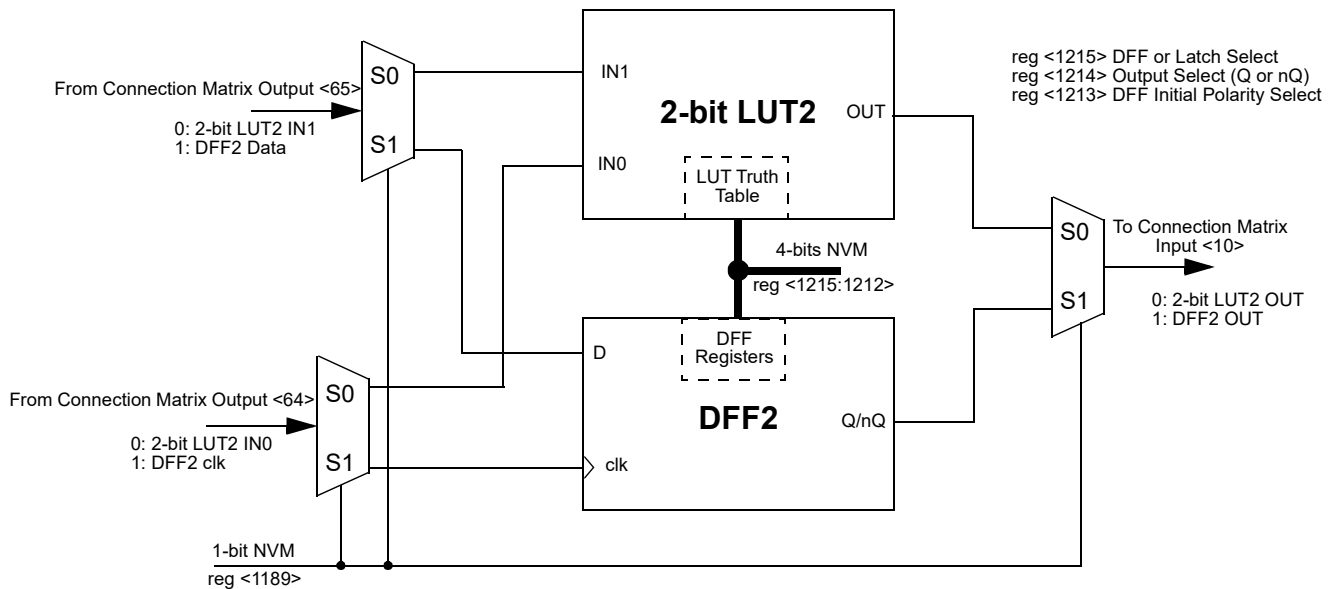 From Connection Matrix Output <65>
0: 2-bit LUT2 IN1
1: DFF2 Data
S0
S1
IN1
IN0
2-bit LUT2
OUT
LUT Truth
Table
reg <1215> DFF or Latch Select
reg <1214> Output Select (Q or nQ)
reg <1213> DFF Initial Polarity Select
4-bits NVM
reg <1215:1212>
S0
S1
To Connection Matrix
Input <10>
0: 2-bit LUT2 OUT
1: DFF2 OUT
From Connection Matrix Output <64>
0: 2-bit LUT2 IN0
1: DFF2 clk
S0
S1
D
DFF
Registers
DFF2
Q/nQ
clk
1-bit NVM
reg <1189>